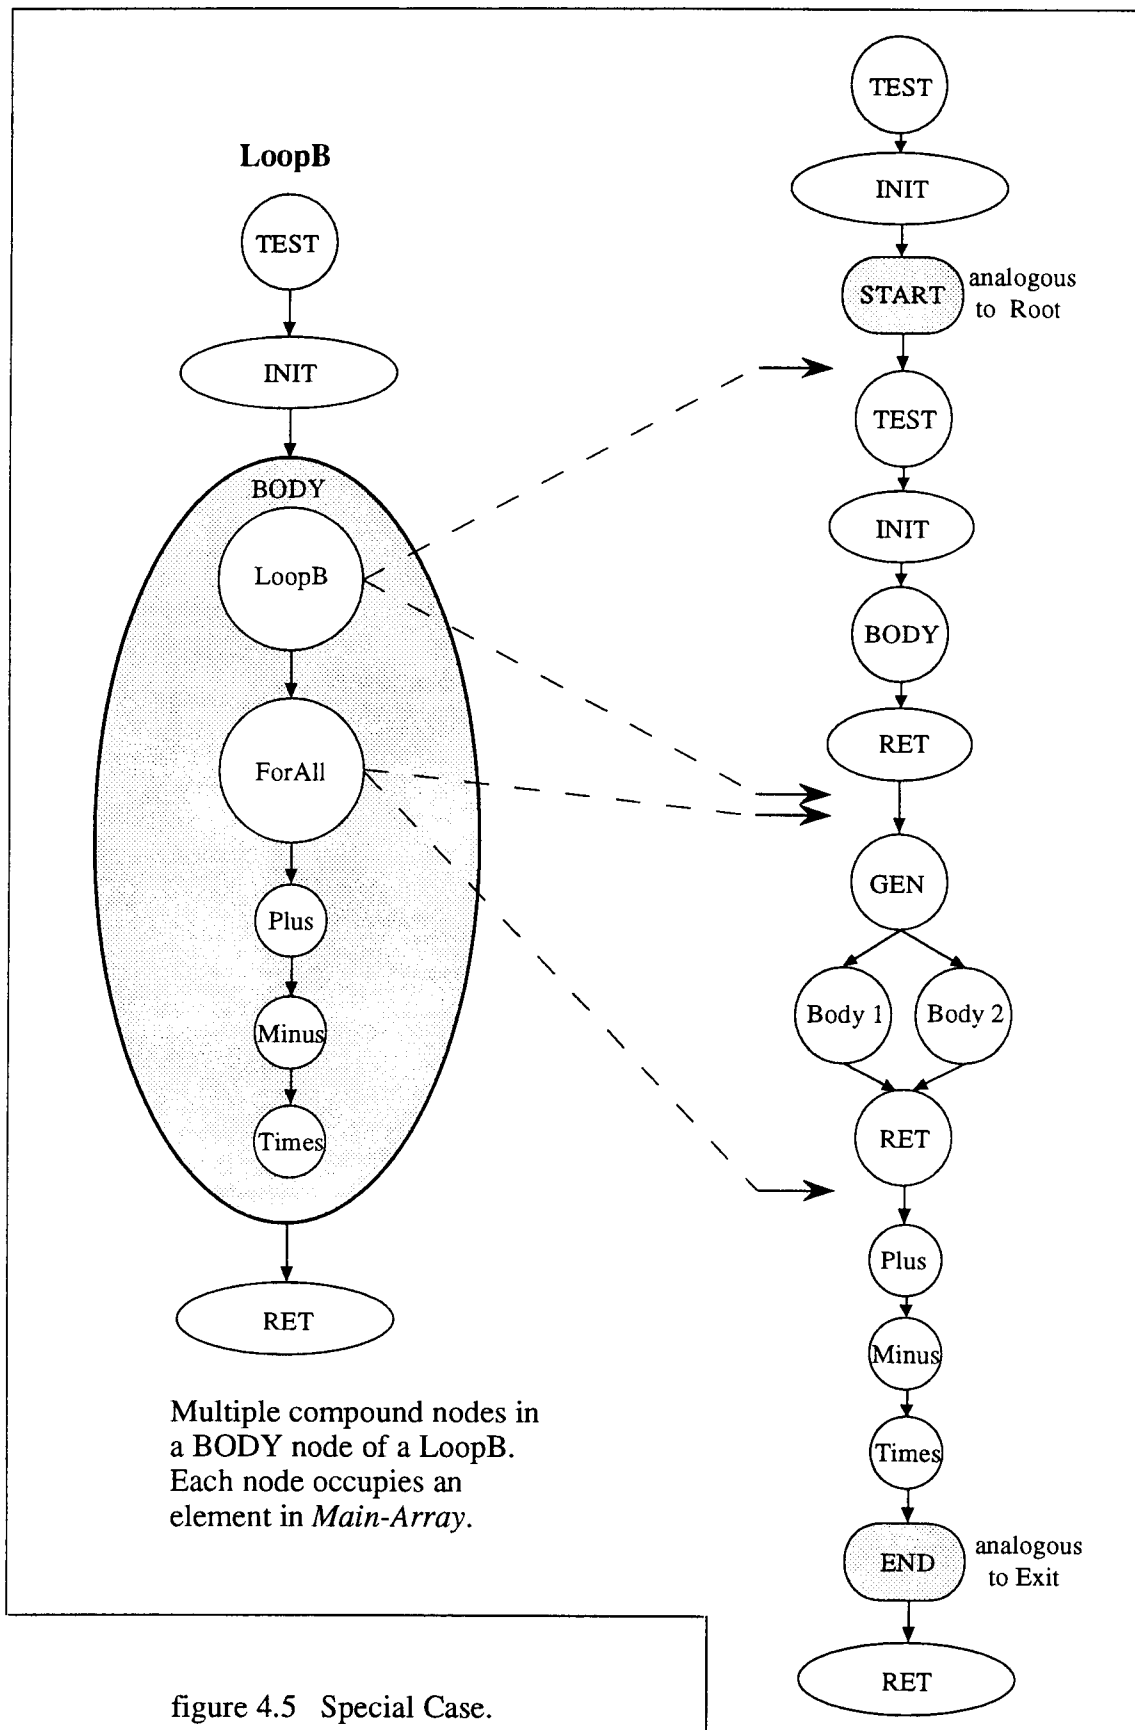 LoopB
TEST
INIT
BODY
LoopB
ForAll
Plus
Minus
Times
RET
Multiple compound nodes in
a BODY node of a LoopB.
Each node occupies an
element in Main-Array.
figure 4.5 Special Case.
TEST
INIT
START
analogous
to Root
TEST
INIT
BODY
RET
GEN
Body 1
Body 2
RET
Plus
Minus
Times
END
analogous
to Exit
RET